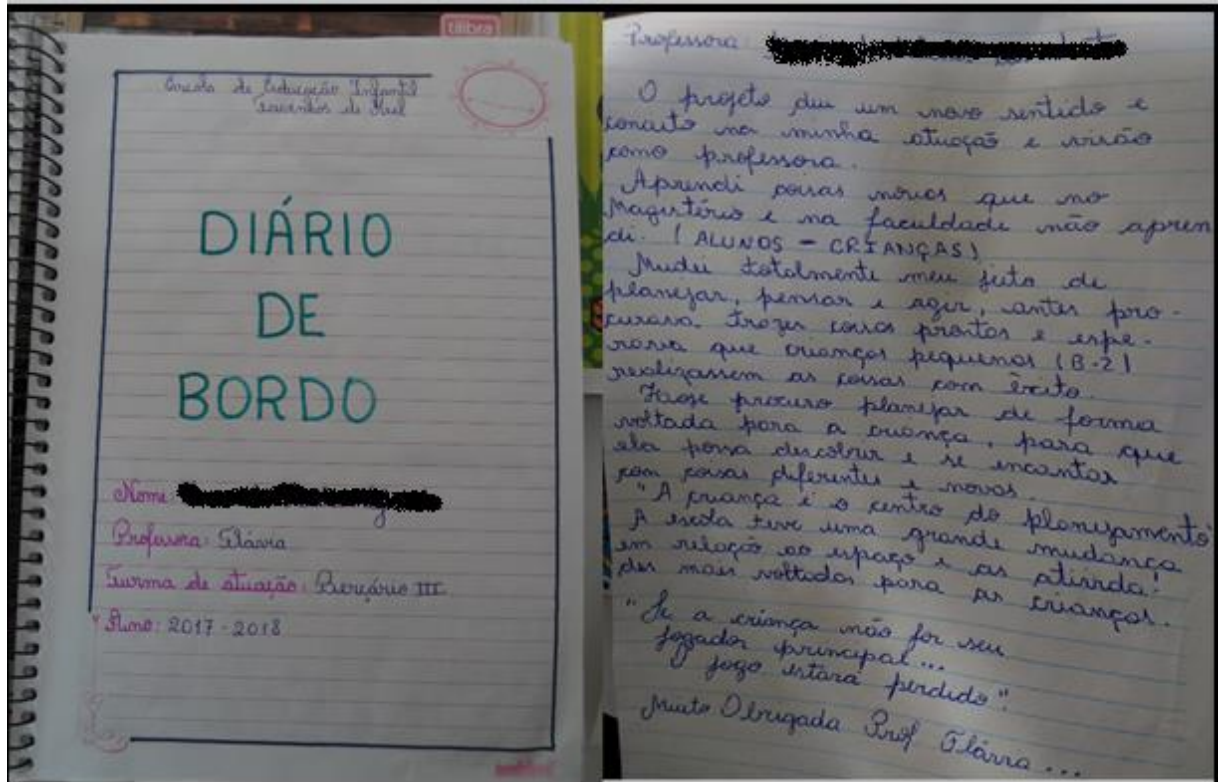 tilibra
Escola de Educação Infantil
de Mel
DIÁRIO
DE
BORDO
Nome
Professora: Flávia
Turma de atuação: Berçário III
Ano: 2017 - 2018
Professora
O projeto deu um novo sentido e
conceito na minha atuação e visão
como professora.
Aprendi coisas novas que no
Magistério e na faculdade não apren
di. (ALUNOS - CRIANÇAS)
Mudei totalmente meu jeito de
planejar, pensar e agir, antes pro-
curava trazer coisas prontas e espe-
rava que crianças pequenas (B-2)
realizassem as coisas com êxito.
Hoje procuro planejar de forma
voltada para a criança, para que
ela possa descobrir e se encantar
com coisas diferentes e novas.
"A criança é o centro do planejamento"
A escola teve uma grande mudança
em relação ao espaço e as ativida-
des mais voltadas para as crianças.
"Se a criança não for seu
jogador principal...
O jogo estará perdido".
Muito Obrigada Prof Flávia...